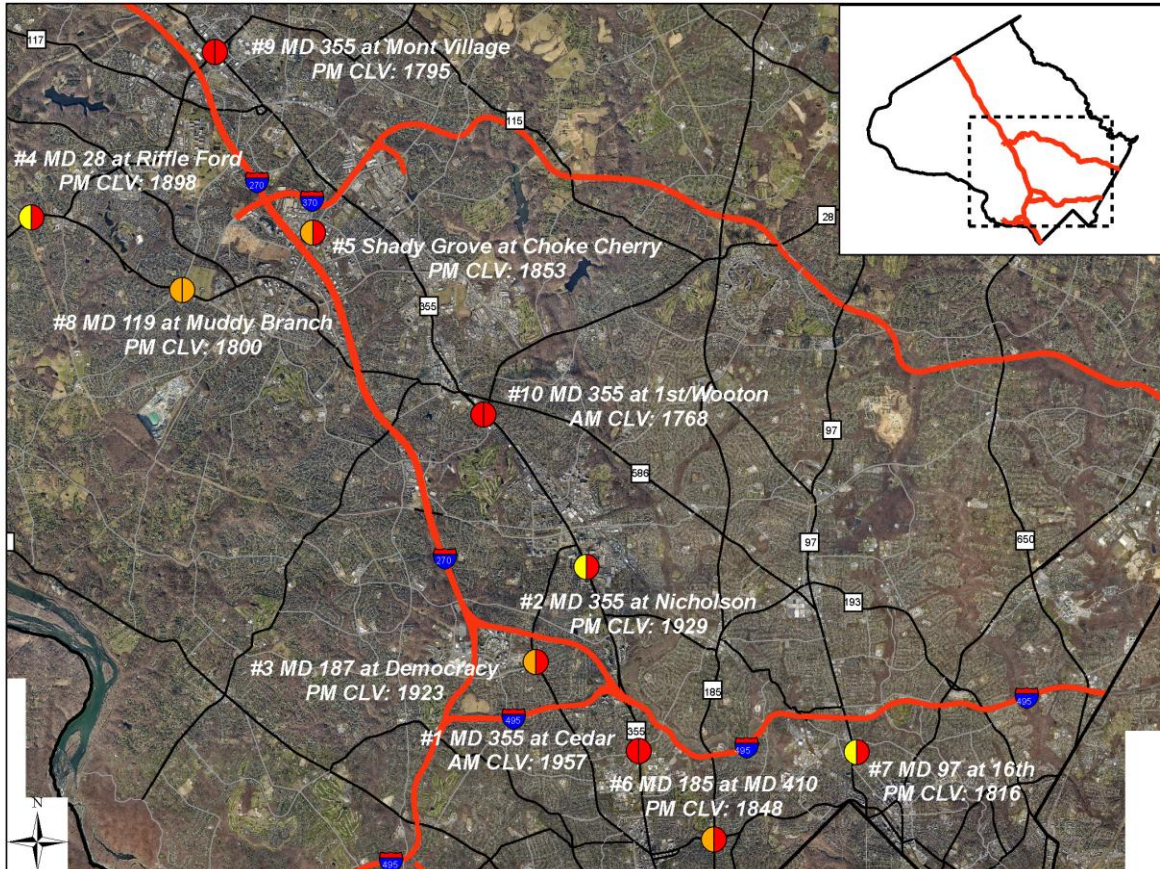 117
#9 MD 355 at Mont Village
PM CLV: 1795
115
#4 MD 28 at Riffle Ford
PM CLV: 1898
270
370
28
#5 Shady Grove at Choke Cherry
PM CLV: 1853
355
#8 MD 119 at Muddy Branch
PM CLV: 1800
#10 MD 355 at 1st/Wooton
AM CLV: 1768
97
586
270
97
650
#2 MD 355 at Nicholson
PM CLV: 1929
193
#3 MD 187 at Democracy
PM CLV: 1923
185
495
495
#1 MD 355 at Cedar
AM CLV: 1957
355
495
#6 MD 185 at MD 410
PM CLV: 1848
#7 MD 97 at 16th
PM CLV: 1816
N
495